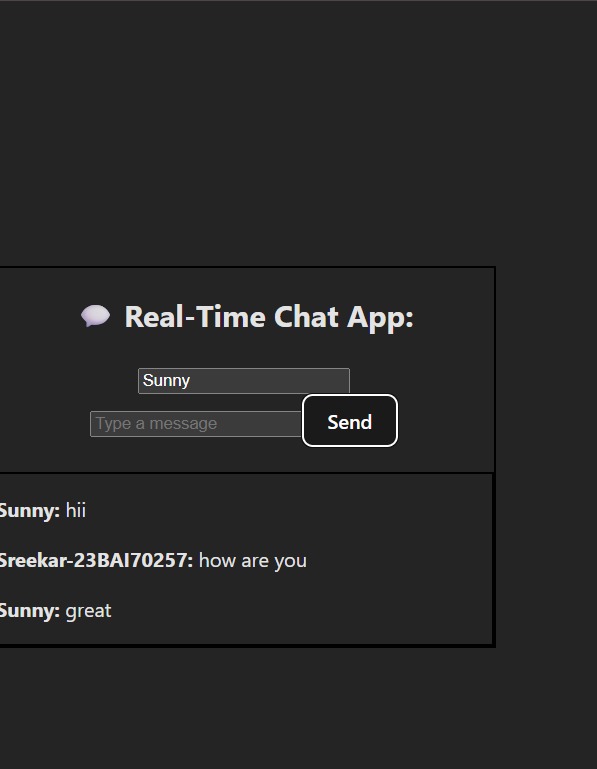 💬 Real-Time Chat App:
Sunny
Type a message Send
Sunny: hii
Sreekar-23BAI70257: how are you
Sunny: great